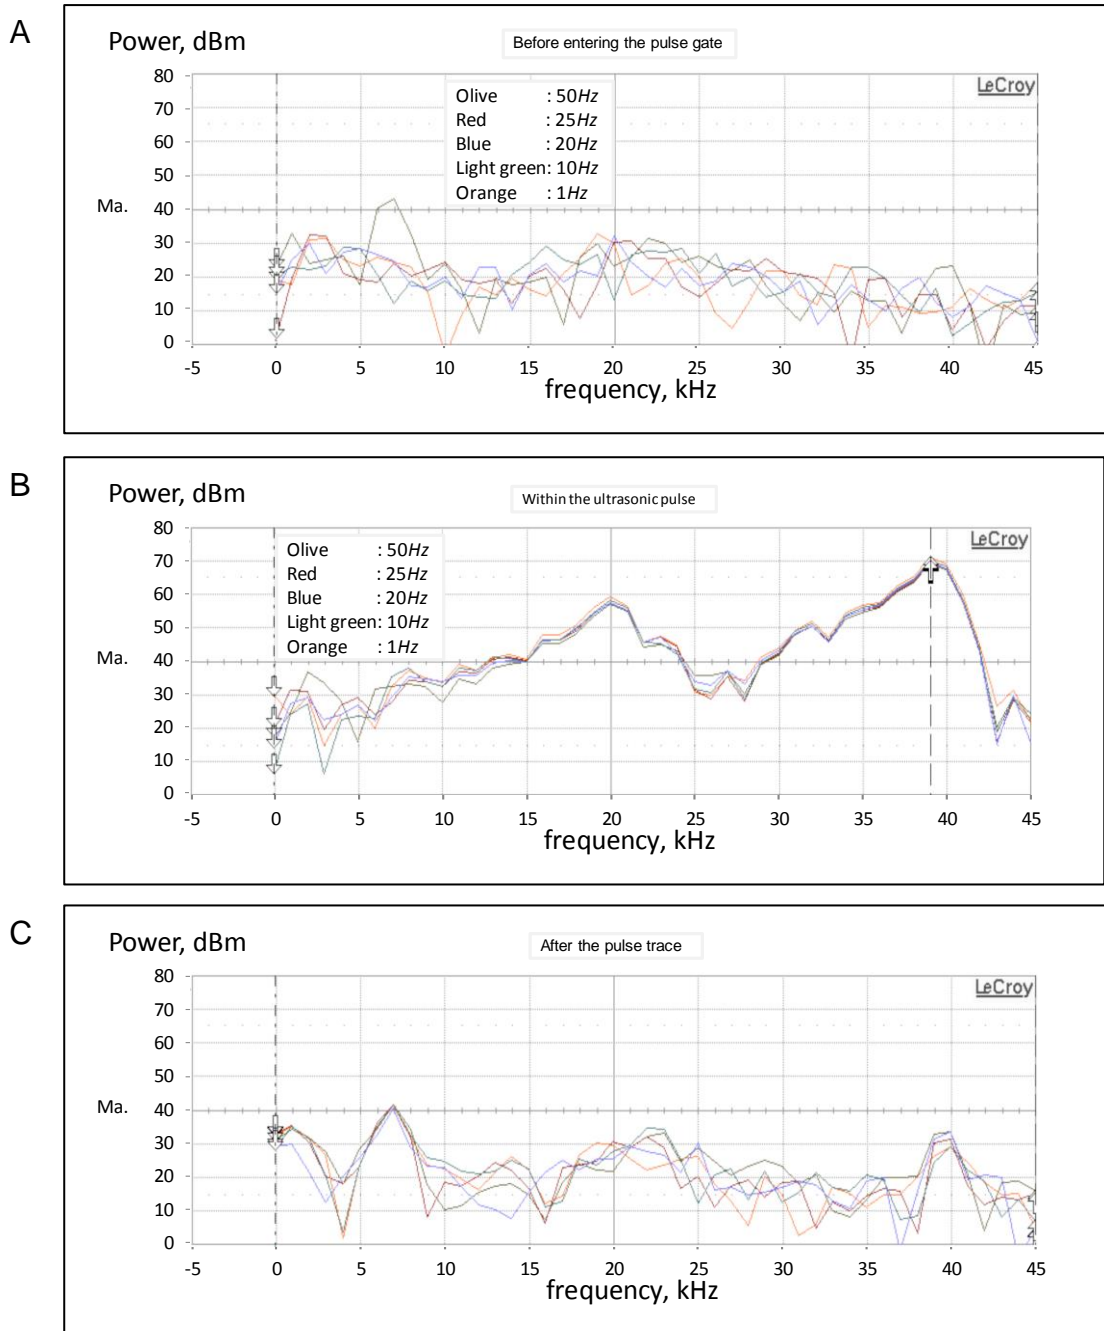 A
Power, dBm
Before entering the pulse gate
LeCroy
Olive : 50Hz
Red : 25Hz
Blue : 20Hz
Light green: 10Hz
Orange : 1Hz
80
70
60
50
Ma. 40
30
20
10
0
-5 0 5 10 15 20 25 30 35 40 45
frequency, kHz
B
Power, dBm
Within the ultrasonic pulse
LeCroy
Olive : 50Hz
Red : 25Hz
Blue : 20Hz
Light green: 10Hz
Orange : 1Hz
80
70
60
50
Ma. 40
30
20
10
0
-5 0 5 10 15 20 25 30 35 40 45
frequency, kHz
C
Power, dBm
After the pulse trace
LeCroy
80
70
60
50
Ma. 40
30
20
10
0
-5 0 5 10 15 20 25 30 35 40 45
frequency, kHz